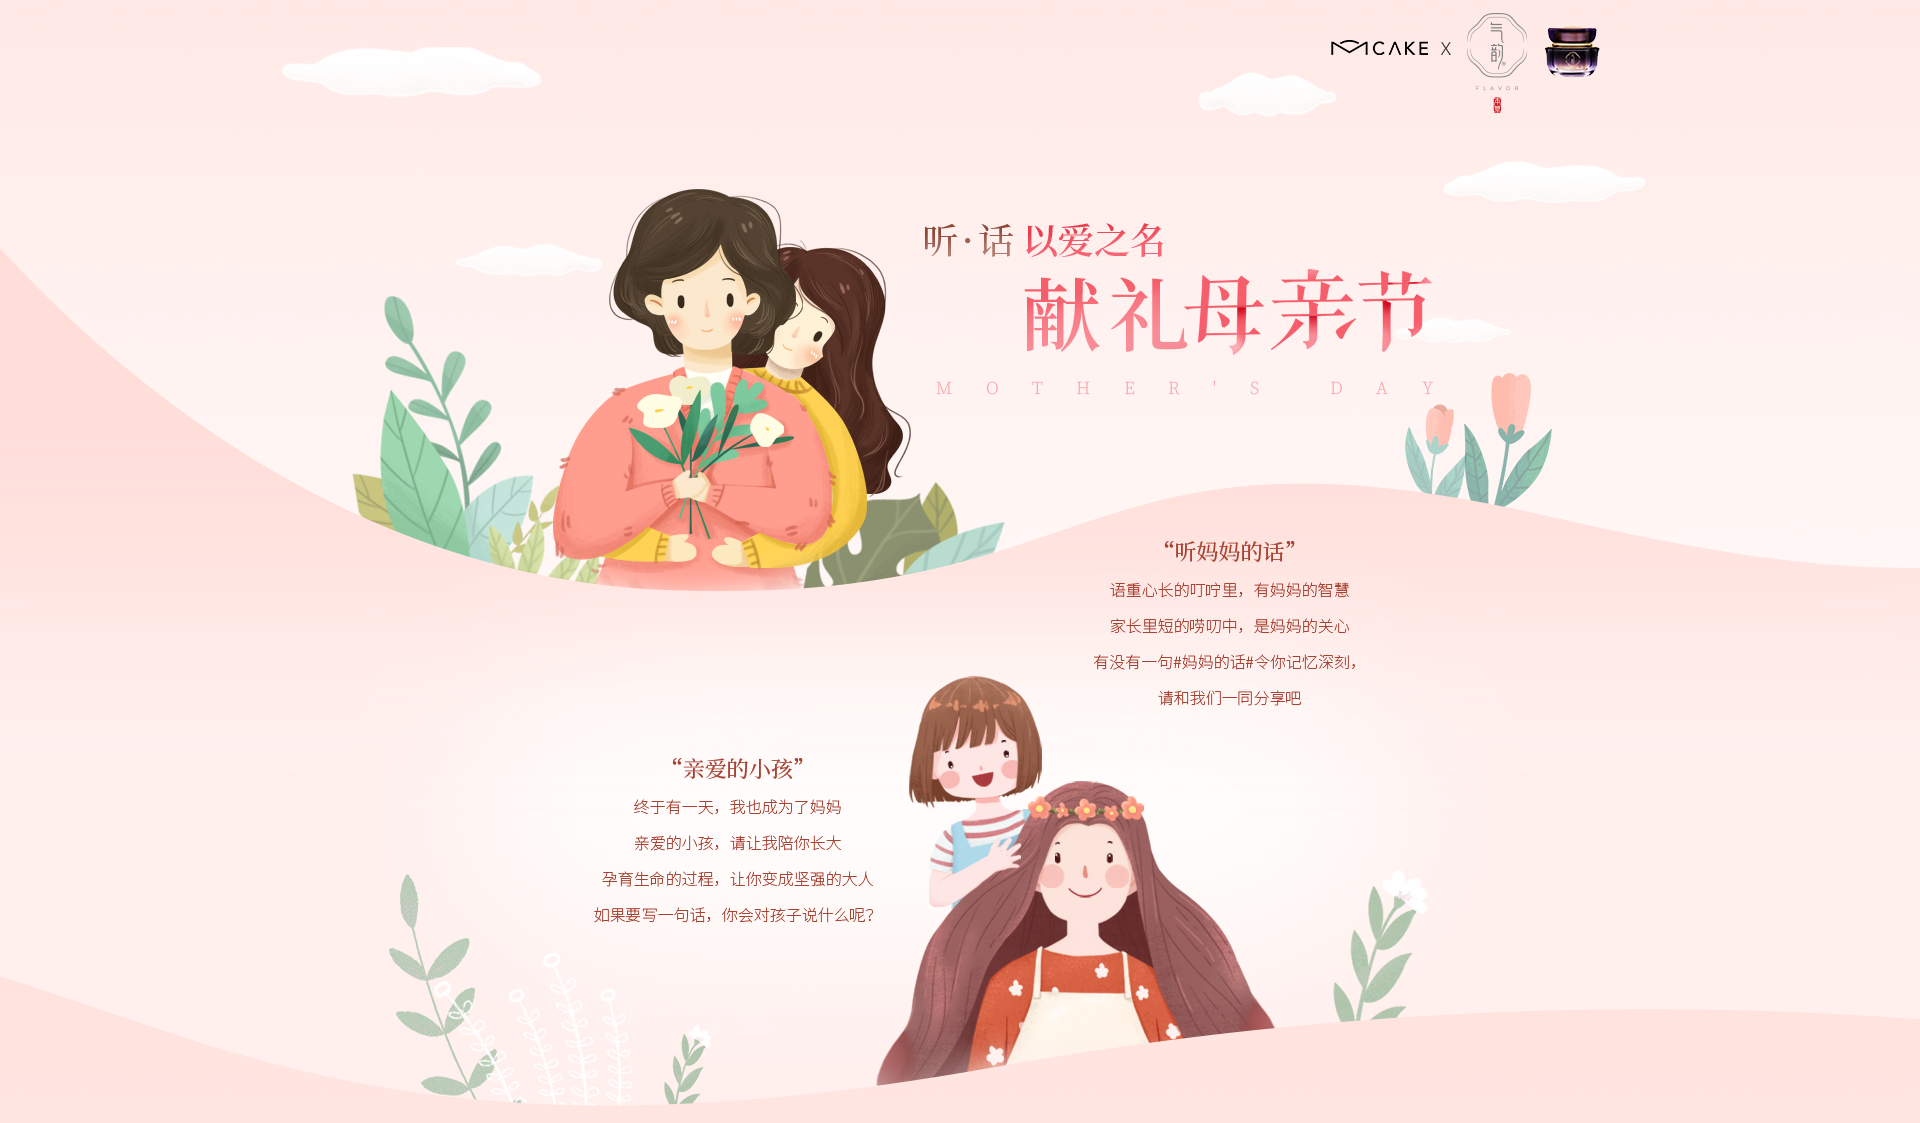 MCAKE X
气韵
FLAVOR
听·话 以爱之名
献礼母亲节
MOTHER'S DAY
“听妈妈的话”
语重心长的叮咛里，有妈妈的智慧
家长里短的唠叨中，是妈妈的关心
有没有一句#妈妈的话#令你记忆深刻，
请和我们一同分享吧
“亲爱的小孩”
终于有一天，我也成为了妈妈
亲爱的小孩，请让我陪你长大
孕育生命的过程，让你变成坚强的大人
如果要写一句话，你会对孩子说什么呢？